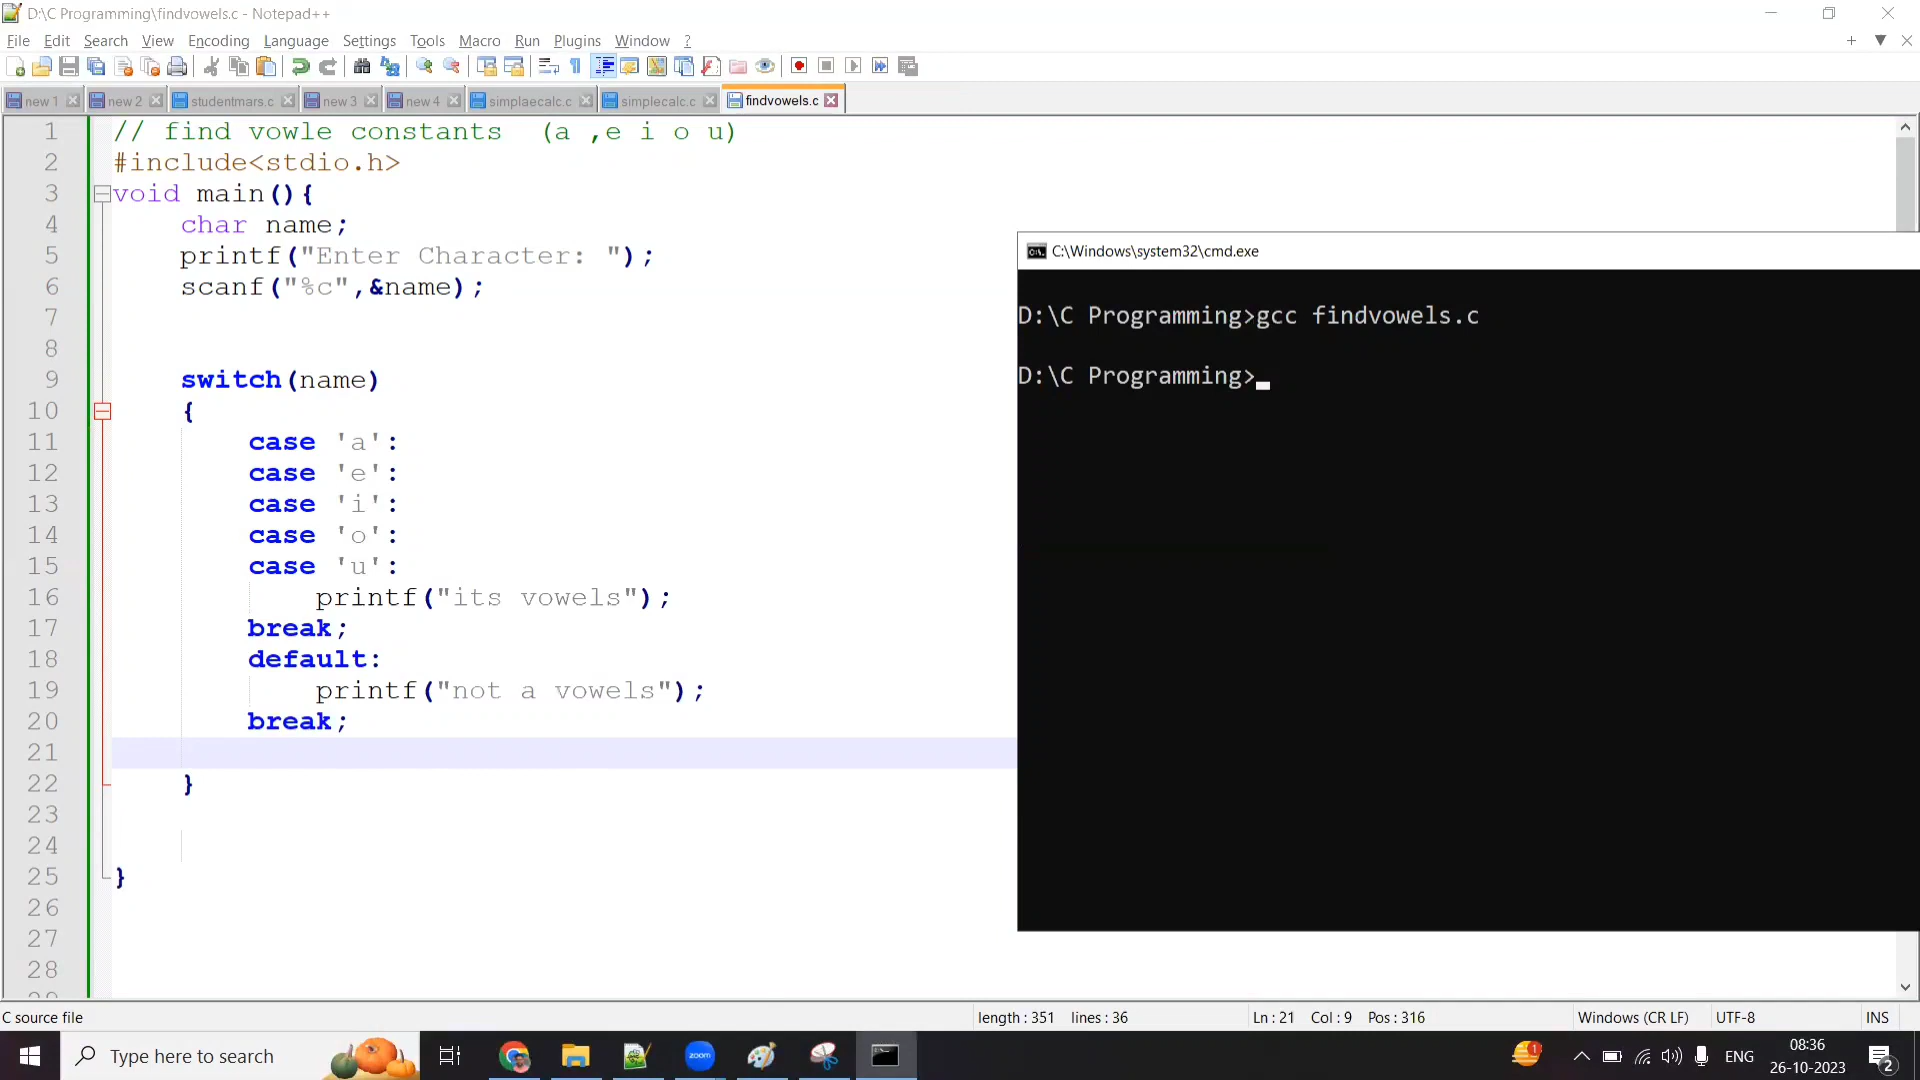 D:\C Programming\findvowels.c - Notepad++
File Edit Search View Encoding Language Settings Tools Macro Run Plugins Window ?
new 1 new 2 studentmars.c new 3 new 4 simplaecalc.c simplecalc.c findvowels.c
1 // find vowle constants (a ,e i o u)
2 #include<stdio.h>
3 void main(){
4 char name;
5 printf("Enter Character: ");
6 scanf("%c",&name);
7
8
9 switch(name)
10 {
11 case 'a':
12 case 'e':
13 case 'i':
14 case 'o':
15 case 'u':
16 printf("its vowels");
17 break;
18 default:
19 printf("not a vowels");
20 break;
21
22 }
23
24
25 }
26
27
28
C:\Windows\system32\cmd.exe
D:\C Programming>gcc findvowels.c
D:\C Programming>
C source file length : 351 lines : 36 Ln : 21 Col : 9 Pos : 316 Windows (CR LF) UTF-8 INS
Type here to search
zoom
1
ENG
08:36
26-10-2023
2